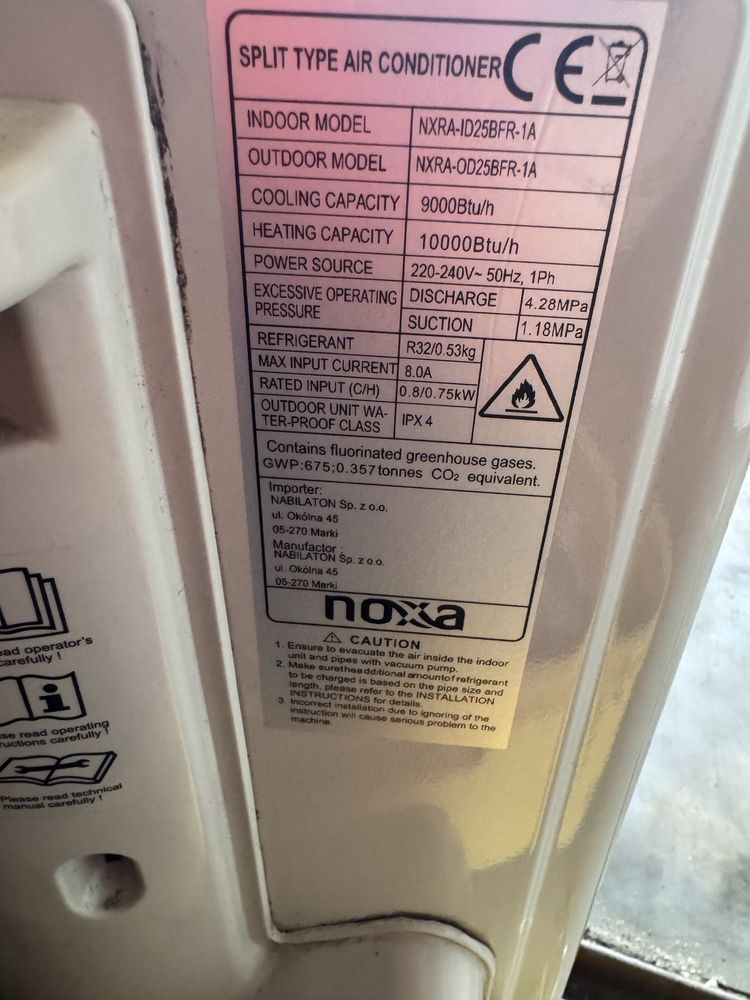 SPLIT TYPE AIR CONDITIONER CE
INDOOR MODEL NXRA-ID25BFR-1A
OUTDOOR MODEL NXRA-OD25BFR-1A
COOLING CAPACITY 9000Btu/h
HEATING CAPACITY 10000Btu/h
POWER SOURCE 220-240V~ 50Hz, 1Ph
EXCESSIVE OPERATING PRESSURE DISCHARGE 4.28MPa
SUCTION 1.18MPa
REFRIGERANT R32/0.53kg
MAX INPUT CURRENT 8.0A
RATED INPUT (C/H) 0.8/0.75kW
OUTDOOR UNIT WA-
TER-PROOF CLASS IPX 4
Contains fluorinated greenhouse gases.
GWP:675;0.357tonnes CO₂ equivalent.
Importer:
NABILATON Sp. z o.o.
ul. Okólna 45
05-270 Marki
Manufactor :
NABILATON Sp. z o.o.
ul. Okólna 45
05-270 Marki
noxa
CAUTION
1. Ensure to evacuate the air inside the indoor
unit and pipes with vacuum pump.
2. Make suretheadditional amountof refrigerant
to be charged is based on the pipe size and
length, please refer to the INSTALLATION
INSTRUCTIONS for details.
3. Incorrect installation due to ignoring of the
instruction will cause serious problem to the
machine.
ead operator's
carefully !
se read operating
ructions carefully !
Please read technical
manual carefully !